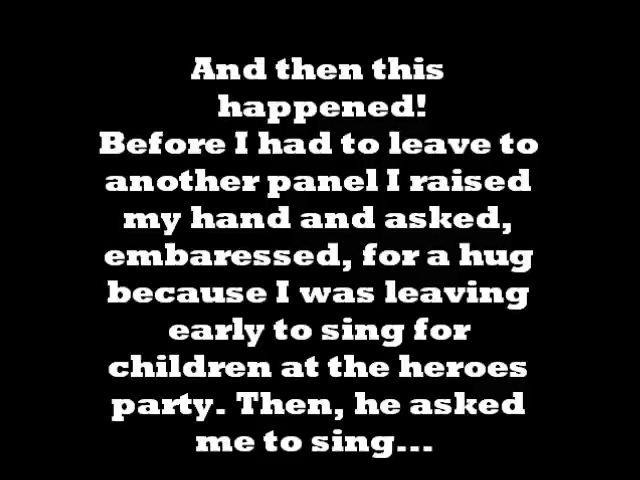 And then this
happened!
Before I had to leave to
another panel I raised
my hand and asked,
embaressed, for a hug
because I was leaving
early to sing for
children at the heroes
party. Then, he asked
me to sing...